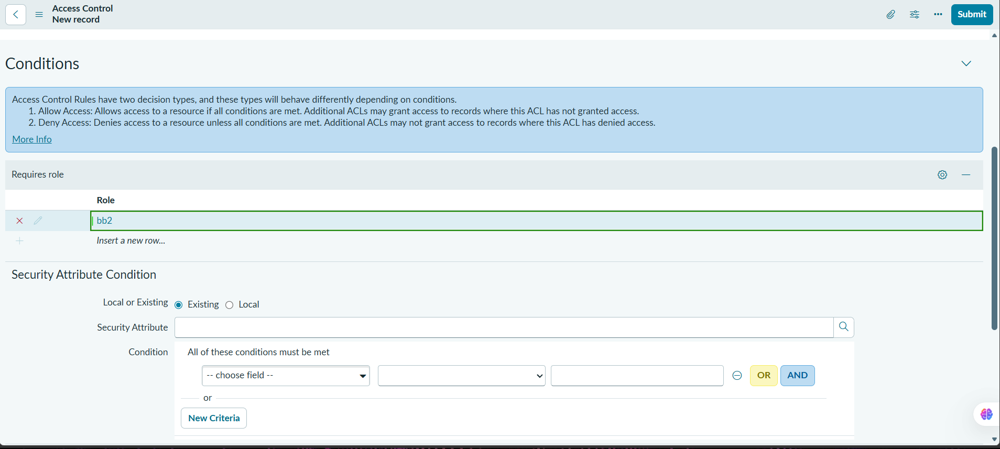 Access Control
New record
Submit
Conditions
Access Control Rules have two decision types, and these types will behave differently depending on conditions.
1. Allow Access: Allows access to a resource if all conditions are met. Additional ACLs may grant access to records where this ACL has not granted access.
2. Deny Access: Denies access to a resource unless all conditions are met. Additional ACLs may not grant access to records where this ACL has denied access.
More Info
Requires role
Role
bb2
Insert a new row...
Security Attribute Condition
Local or Existing Existing Local
Security Attribute
Condition All of these conditions must be met
-- choose field -- OR AND
or
New Criteria